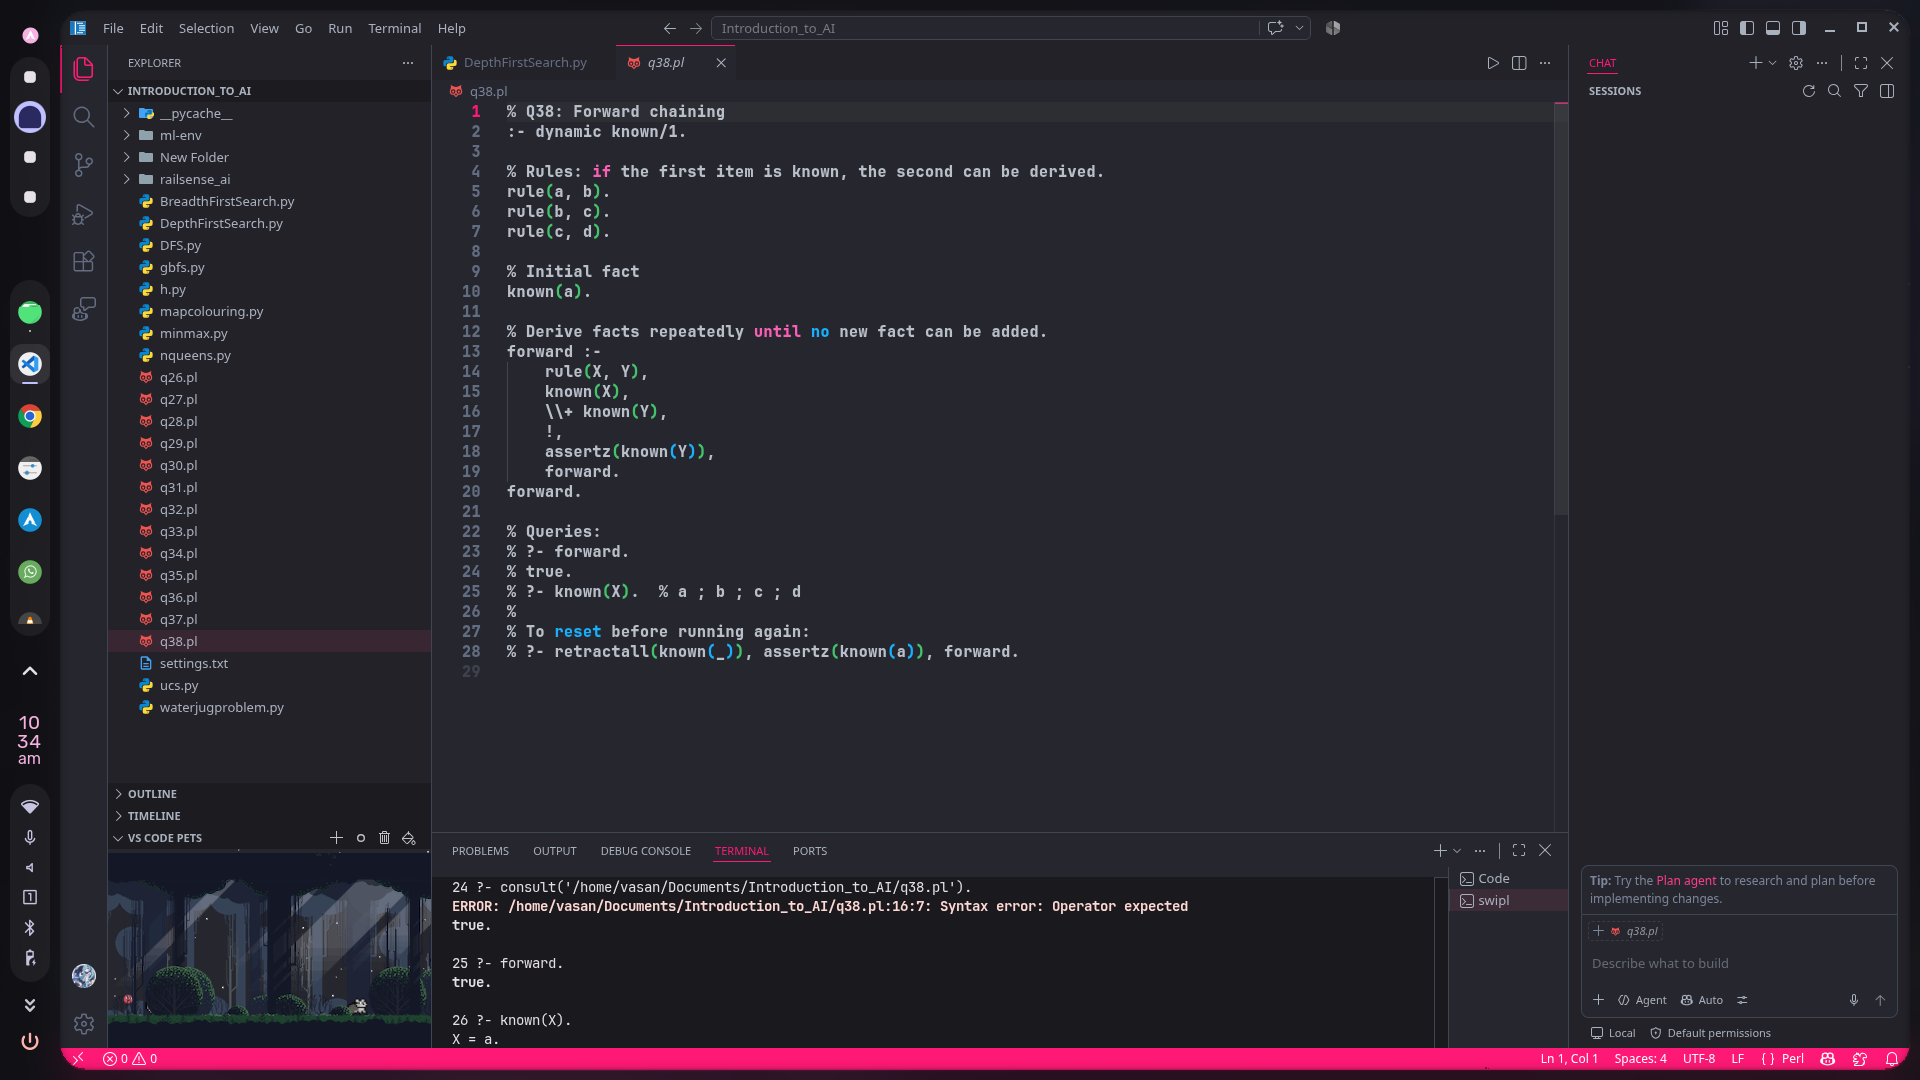 File Edit Selection View Go Run Terminal Help
Introduction_to_AI
EXPLORER
INTRODUCTION_TO_AI
__pycache__
ml-env
New Folder
railsense_ai
BreadthFirstSearch.py
DepthFirstSearch.py
DFS.py
gbfs.py
h.py
mapcolouring.py
minmax.py
nqueens.py
q26.pl
q27.pl
q28.pl
q29.pl
q30.pl
q31.pl
q32.pl
q33.pl
q34.pl
q35.pl
q36.pl
q37.pl
q38.pl
settings.txt
ucs.py
waterjugproblem.py
OUTLINE
TIMELINE
VS CODE PETS
10
34
am
1
DepthFirstSearch.py
q38.pl
q38.pl
1 % Q38: Forward chaining
2 :- dynamic known/1.
3
4 % Rules: if the first item is known, the second can be derived.
5 rule(a, b).
6 rule(b, c).
7 rule(c, d).
8
9 % Initial fact
10 known(a).
11
12 % Derive facts repeatedly until no new fact can be added.
13 forward :-
14     rule(X, Y),
15     known(X),
16     \\+ known(Y),
17     !,
18     assertz(known(Y)),
19     forward.
20 forward.
21
22 % Queries:
23 % ?- forward.
24 % true.
25 % ?- known(X).  % a ; b ; c ; d
26 %
27 % To reset before running again:
28 % ?- retractall(known(_)), assertz(known(a)), forward.
29
PROBLEMS OUTPUT DEBUG CONSOLE TERMINAL PORTS
24 ?- consult('/home/vasan/Documents/Introduction_to_AI/q38.pl').
ERROR: /home/vasan/Documents/Introduction_to_AI/q38.pl:16:7: Syntax error: Operator expected
true.
25 ?- forward.
true.
26 ?- known(X).
X = a.
Code
swipl
CHAT
SESSIONS
Tip: Try the Plan agent to research and plan before
implementing changes.
q38.pl
Describe what to build
Agent Auto
Local Default permissions
0 0
Ln 1, Col 1 Spaces: 4 UTF-8 LF { } Perl